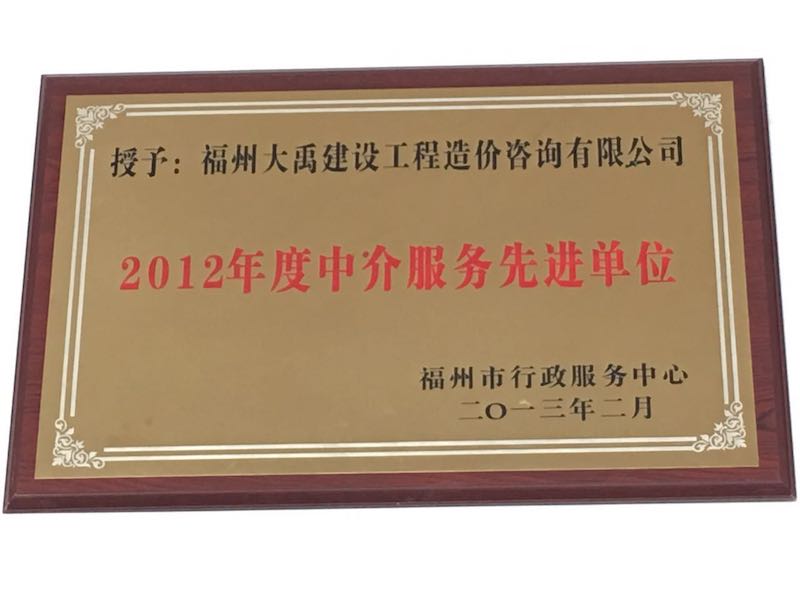 授予：福州大禹建设工程造价咨询有限公司
2012年度中介服务先进单位
福州市行政服务中心
二〇一三年二月